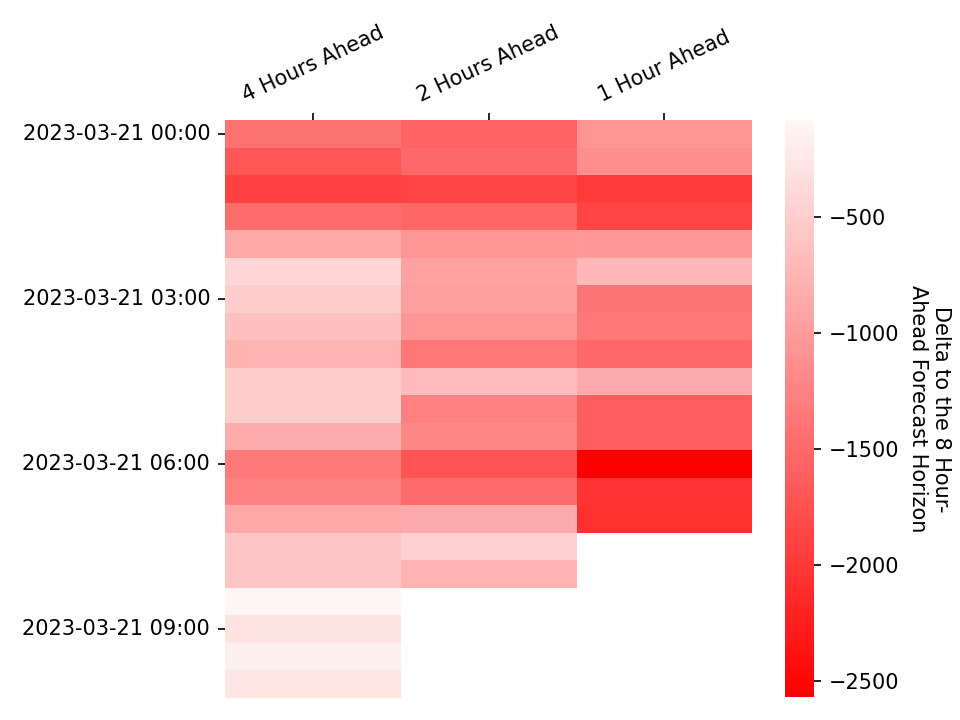 4 Hours Ahead
2 Hours Ahead
1 Hour Ahead
2023-03-21 00:00
2023-03-21 03:00
2023-03-21 06:00
2023-03-21 09:00
−500
−1000
−1500
−2000
−2500
Delta to the 8 Hour-
Ahead Forecast Horizon